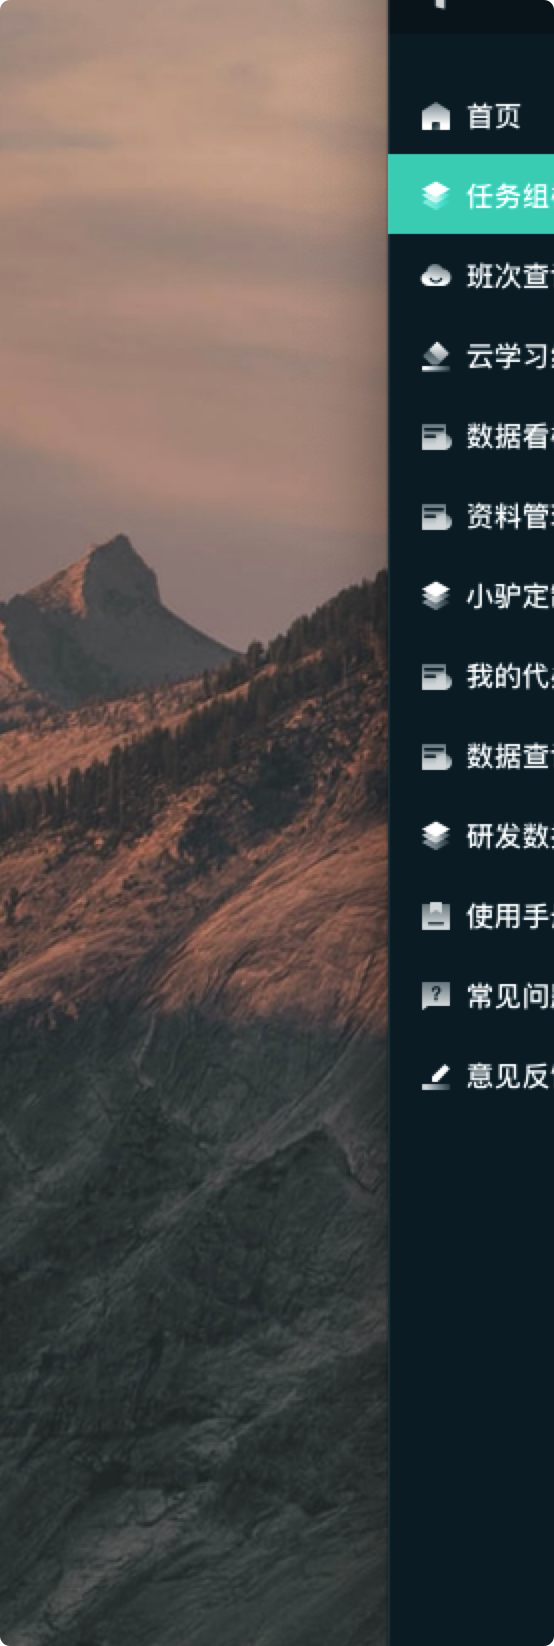 首页
任务组
班次查
云学习
数据看
资料管
小驴定
我的代
数据查
研发数
使用手
常见问
意见反